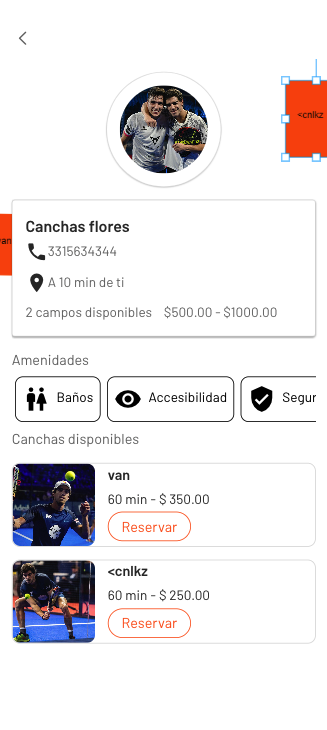 <cnlkz
van
Canchas flores
3315634344
A 10 min de ti
2 campos disponibles $500.00 - $1000.00
Amenidades
Baños Accesibilidad Segur
Canchas disponibles
van
60 min - $ 350.00
Reservar
<cnlkz
60 min - $ 250.00
Reservar